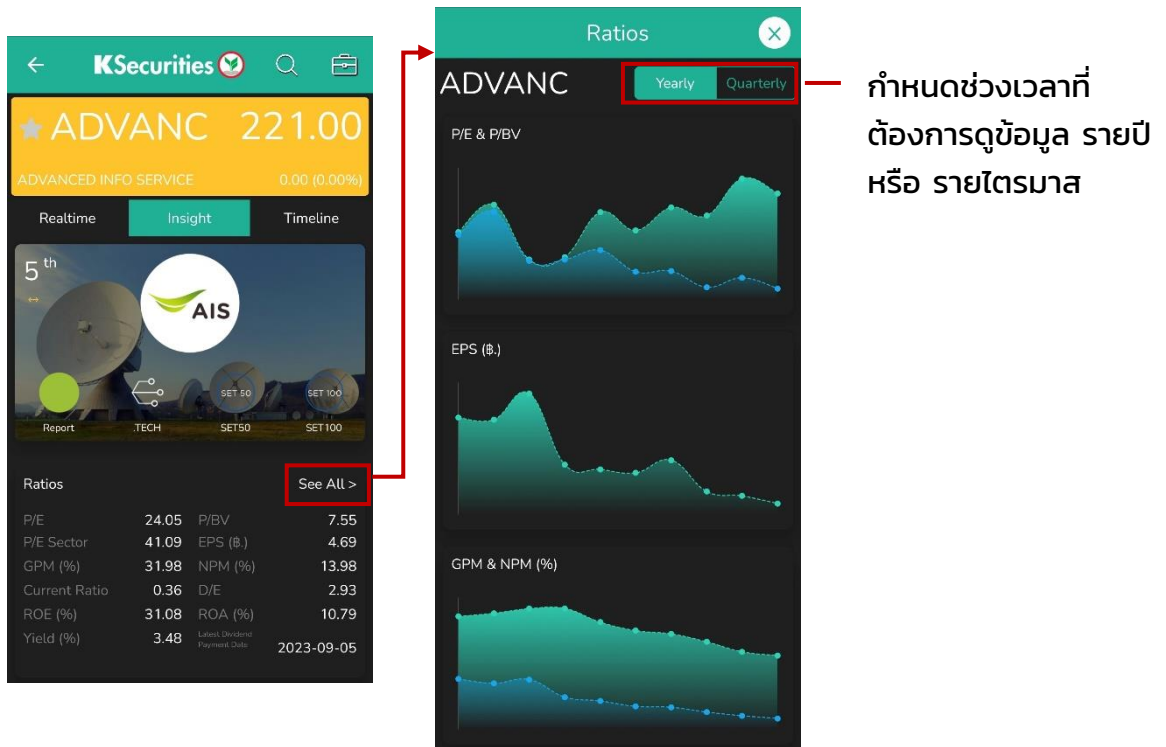 KSecurities
ADVANC 221.00
ADVANCED INFO SERVICE 0.00 (0.00%)
Realtime Insight Timeline
5 th
AIS
SET 50 SET 100
Report .TECH SET50 SET100
Ratios See All >
P/E 24.05 P/BV 7.55
P/E Sector 41.09 EPS (฿.) 4.69
GPM (%) 31.98 NPM (%) 13.98
Current Ratio 0.36 D/E 2.93
ROE (%) 31.08 ROA (%) 10.79
Yield (%) 3.48 Latest Dividend Payment Date 2023-09-05
Ratios
ADVANC Yearly Quarterly
P/E & P/BV
EPS (฿.)
GPM & NPM (%)
กำหนดช่วงเวลาที่
ต้องการดูข้อมูล รายปี
หรือ รายไตรมาส